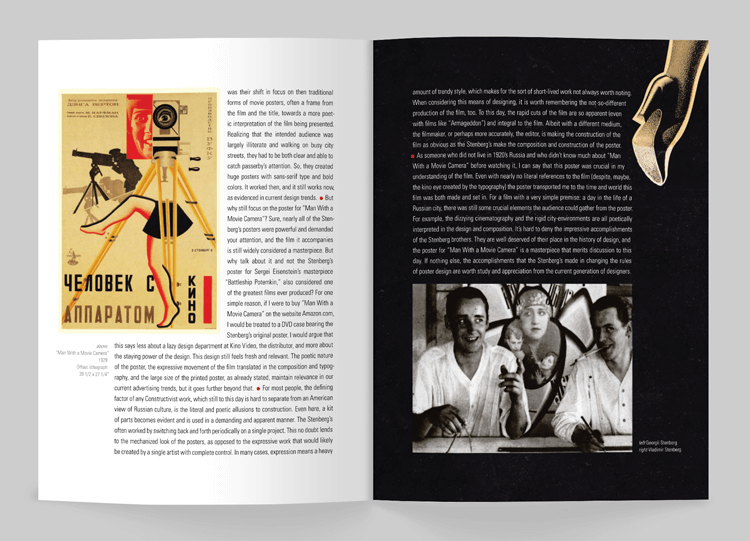 ДЗИГА ВЕРТОВ
ЧЕЛОВЕК С
КИНО
АППАРАТОМ
above:
"Man With a Movie Camera"
1929
Offset lithograph
39 1/2 x 27 1/4"
was their shift in focus on then traditional
forms of movie posters, often a frame from
the film and the title, towards a more poet-
ic interpretation of the film being presented.
Realizing that the intended audience was
largely illiterate and walking on busy city
streets, they had to be both clear and able to
catch passerby's attention. So, they created
huge posters with sans-serif type and bold
colors. It worked then, and it still works now,
as evidenced in current design trends. ● But
why still focus on the poster for "Man With a
Movie Camera"? Sure, nearly all of the Sten-
berg's posters were powerful and demanded
your attention, and the film it accompanies
is still widely considered a masterpiece. But
why talk about it and not the Stenberg's
poster for Sergei Eisenstein's masterpiece
"Battleship Potemkin," also considered one
of the greatest films ever produced? For one
simple reason, if I were to buy "Man With a
Movie Camera" on the website Amazon.com,
I would be treated to a DVD case bearing the
Stenberg's original poster. I would argue that
this says less about a lazy design department at Kino Video, the distributor, and more about
the staying power of the design. This design still feels fresh and relevant. The poetic nature
of the poster, the expressive movement of the film translated in the composition and typog-
raphy, and the large size of the printed poster, as already stated, maintain relevance in our
current advertising trends, but it goes further beyond that. ● For most people, the defining
factor of any Constructivist work, which still to this day is hard to separate from an American
view of Russian culture, is the literal and poetic allusions to construction. Even here, a kit
of parts becomes evident and is used in a demanding and apparent manner. The Stenberg's
often worked by switching back and forth periodically on a single project. This no doubt lends
to the mechanized look of the posters, as opposed to the expressive work that would likely
be created by a single artist with complete control. In many cases, expression means a heavy
amount of trendy style, which makes for the sort of short-lived work not always worth noting.
When considering this means of designing, it is worth remembering the not-so-different
production of the film, too. To this day, the rapid cuts of the film are so apparent (even
with films like "Armageddon") and integral to the film. Albeit with a different medium,
the filmmaker, or perhaps more accurately, the editor, is making the construction of the
film as obvious as the Stenberg's make the composition and construction of the poster.
● As someone who did not live in 1920's Russia and who didn't know much about "Man
With a Movie Camera" before watching it, I can say that this poster was crucial in my
understanding of the film. Even with nearly no literal references to the film (despite, maybe,
the kino eye created by the typography) the poster transported me to the time and world this
film was both made and set in. For a film with a very simple premise: a day in the life of a
Russian city, there was still some crucial elements the audience could gather from the poster.
For example, the dizzying cinematography and the rigid city-environments are all poetically
interpreted in the design and composition. It's hard to deny the impressive accomplishments
of the Stenberg brothers. They are well deserved of their place in the history of design, and
the poster for "Man With a Movie Camera" is a masterpiece that merits discussion to this
day. If nothing else, the accomplishments that the Stenberg's made in changing the rules
of poster design are worth study and appreciation from the current generation of designers.
left Georgii Stenberg
right Vladimir Stenberg